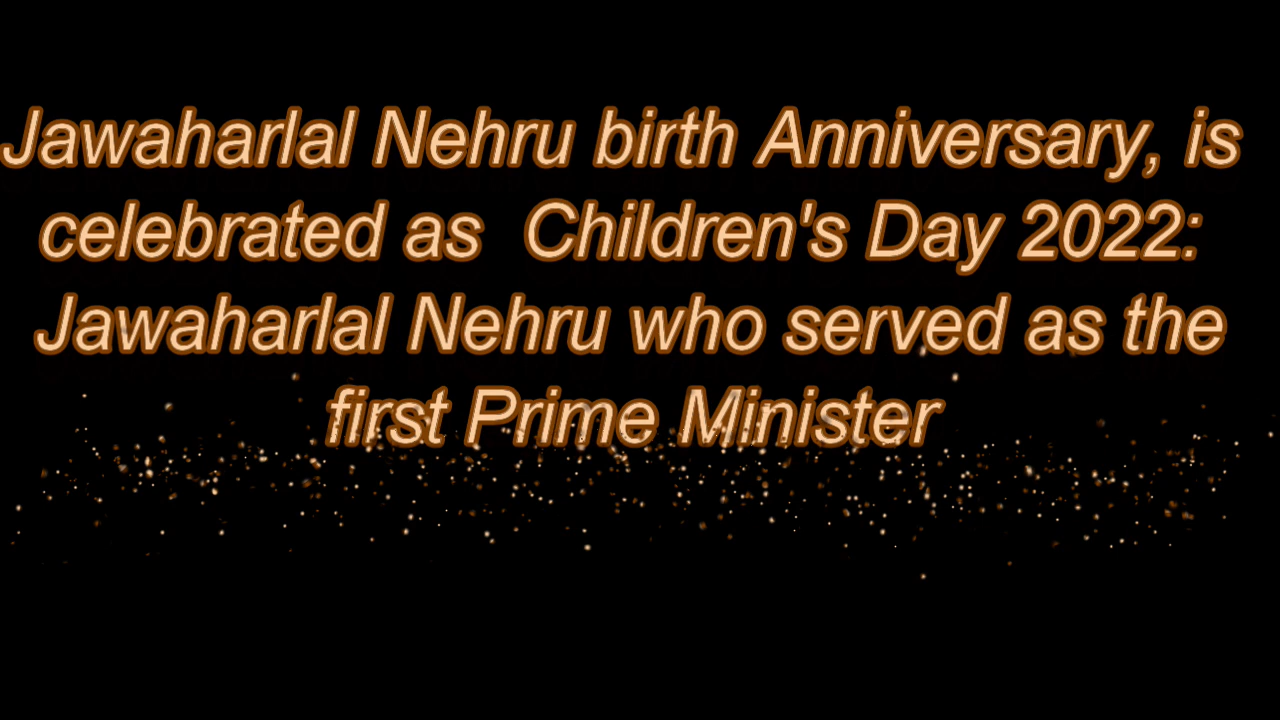 Jawaharlal Nehru birth Anniversary, is
celebrated as  Children's Day 2022:
Jawaharlal Nehru who served as the
first Prime Minister